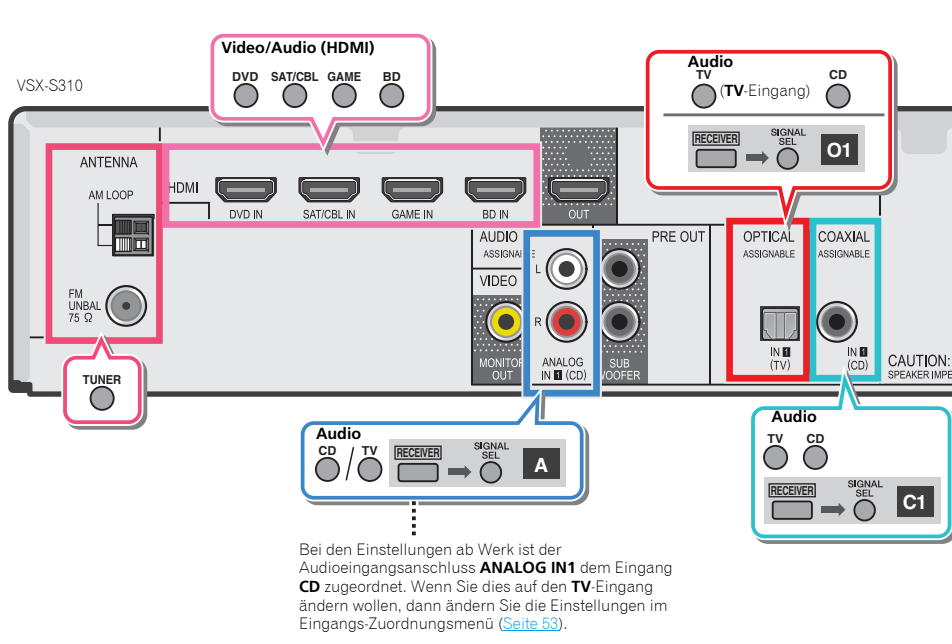 Video/Audio (HDMI)
DVD SAT/CBL GAME BD
VSX-S310
Audio
TV
(TV-Eingang)
CD
RECEIVER
SIGNAL
SEL
O1
ANTENNA
AM LOOP
HDMI
DVD IN
SAT/CBL IN
GAME IN
BD IN
OUT
AUDIO
ASSIGNABLE
L
VIDEO
R
PRE OUT
OPTICAL
ASSIGNABLE
COAXIAL
ASSIGNABLE
FM
UNBAL
75 Ω
MONITOR
OUT
ANALOG
IN 1 (CD)
SUB
WOOFER
IN 1
(TV)
IN 1
(CD)
CAUTION:
SPEAKER IMPE
TUNER
Audio
CD / TV
RECEIVER
SIGNAL
SEL
A
Audio
TV CD
RECEIVER
SIGNAL
SEL
C1
Bei den Einstellungen ab Werk ist der
Audioeingangsanschluss ANALOG IN1 dem Eingang
CD zugeordnet. Wenn Sie dies auf den TV-Eingang
ändern wollen, dann ändern Sie die Einstellungen im
Eingangs-Zuordnungsmenü (Seite 53).